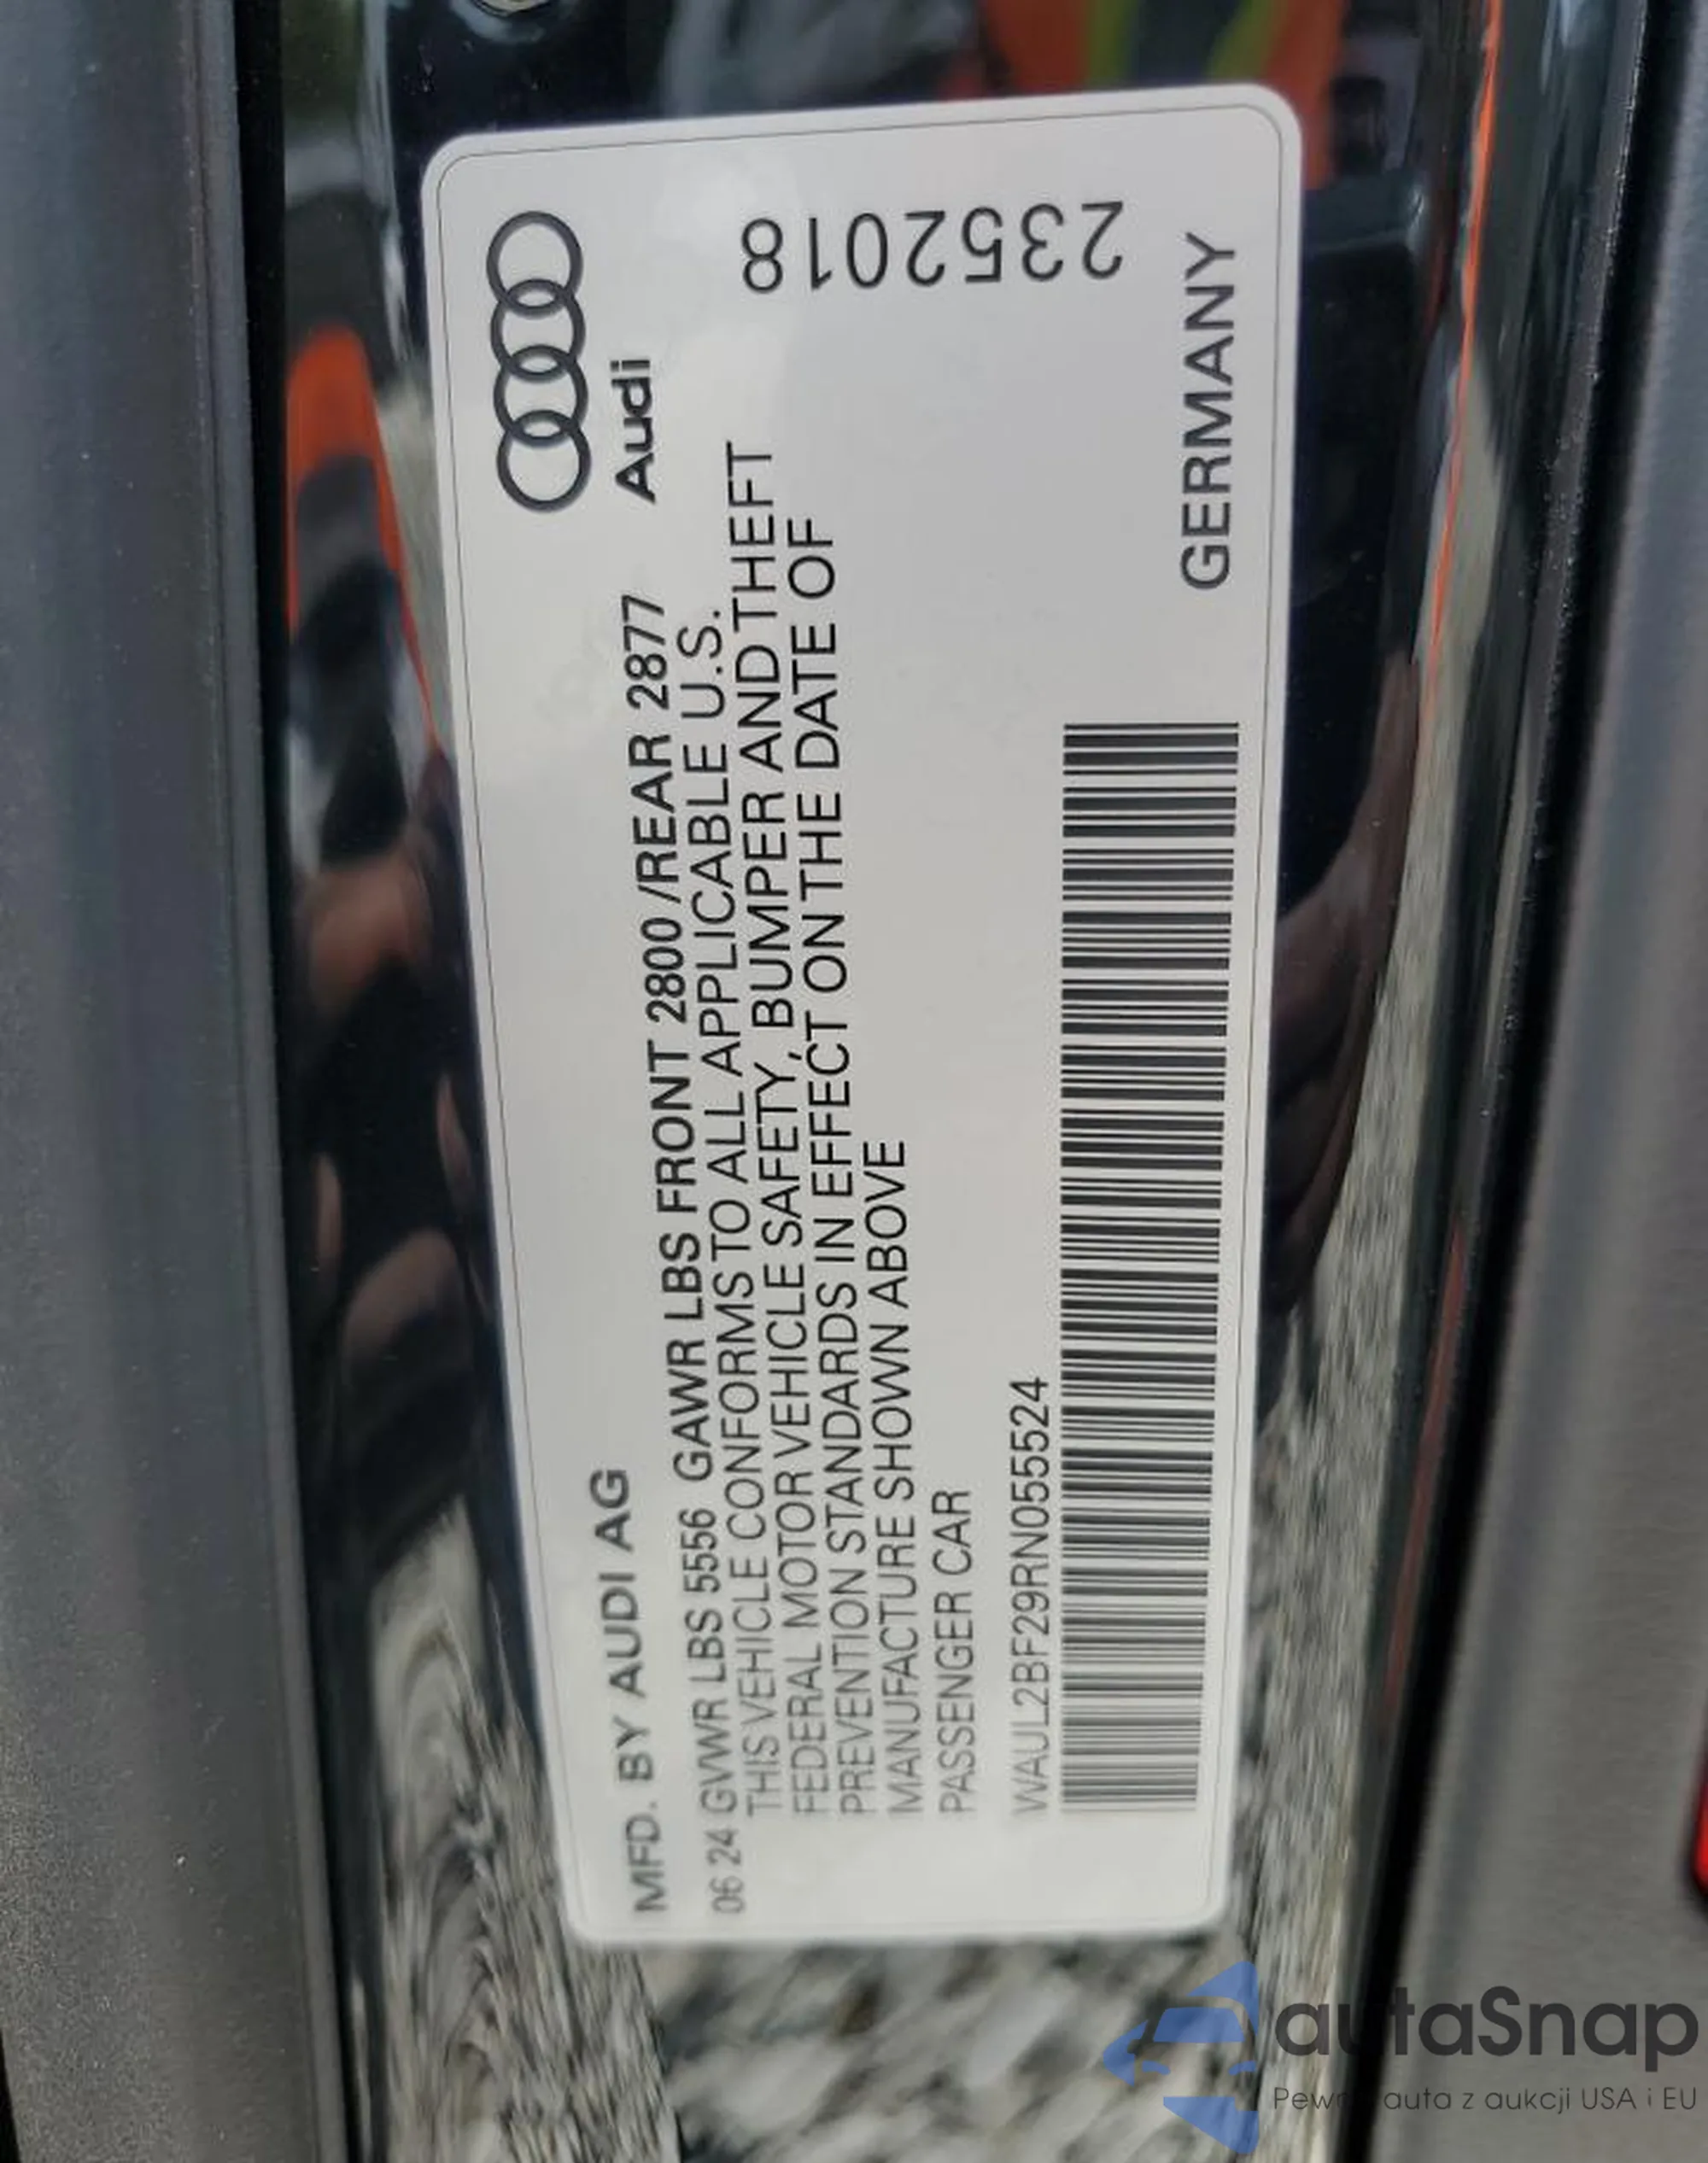 MFD. BY AUDI AG
Audi
06 24 GVWR LBS 5556 GAWR LBS FRONT 2800 /REAR 2877
THIS VEHICLE CONFORMS TO ALL APPLICABLE U.S.
FEDERAL MOTOR VEHICLE SAFETY, BUMPER AND THEFT
PREVENTION STANDARDS IN EFFECT ON THE DATE OF
MANUFACTURE SHOWN ABOVE
PASSENGER CAR
WAUL2BF29RN055524
GERMANY
2352018
autaSnap
auta z aukcji USA i EU